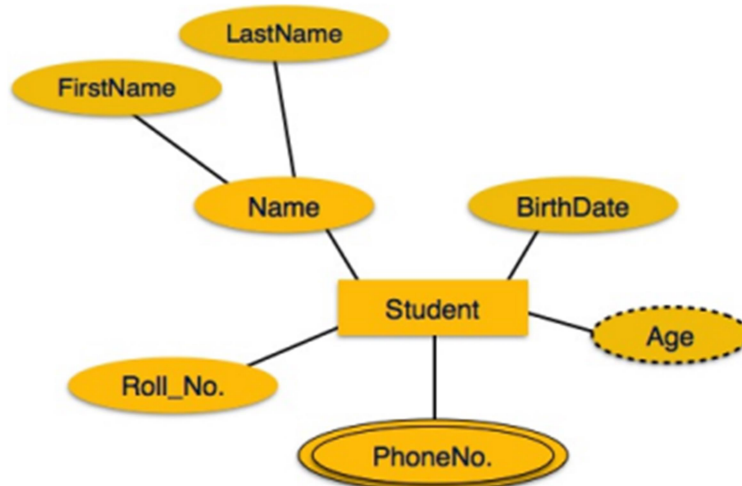 LastName
FirstName
Name
BirthDate
Student
Age
Roll_No.
PhoneNo.